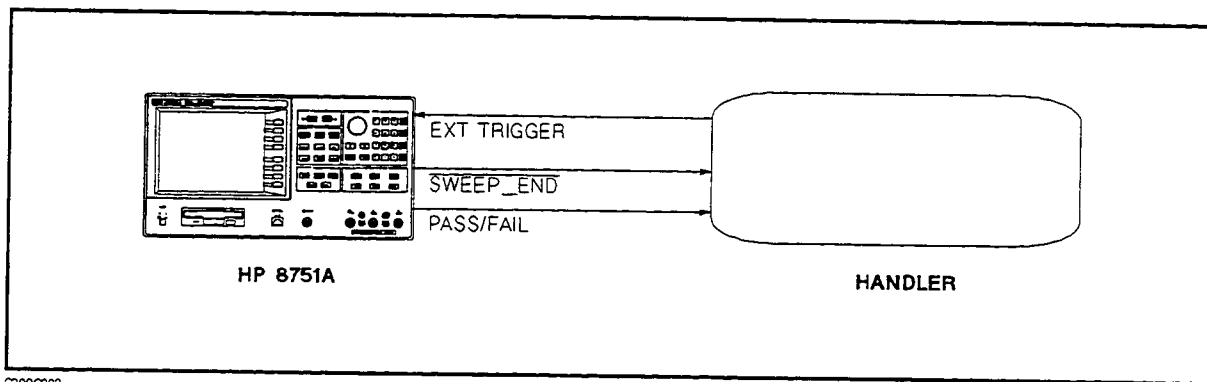 EXT TRIGGER
SWEEP_END
PASS/FAIL
HP 8751A
HANDLER